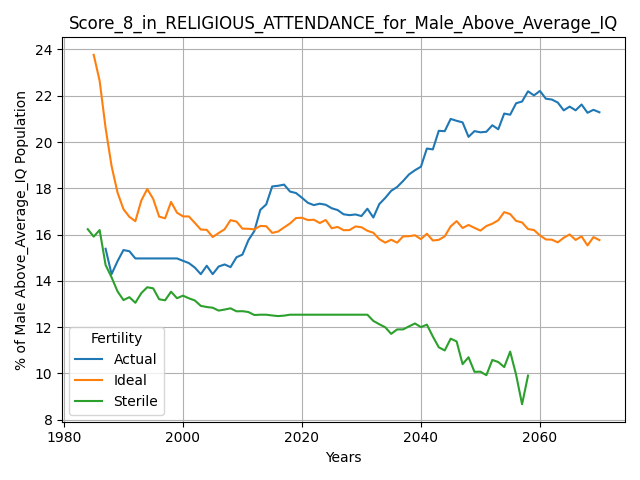 Score_8_in_RELIGIOUS_ATTENDANCE_for_Male_Above_Average_IQ
% of Male Above_Average_IQ Population
24
22
20
18
16
14
12
10
8
Fertility
Actual
Ideal
Sterile
1980
2000
2020
2040
2060
Years